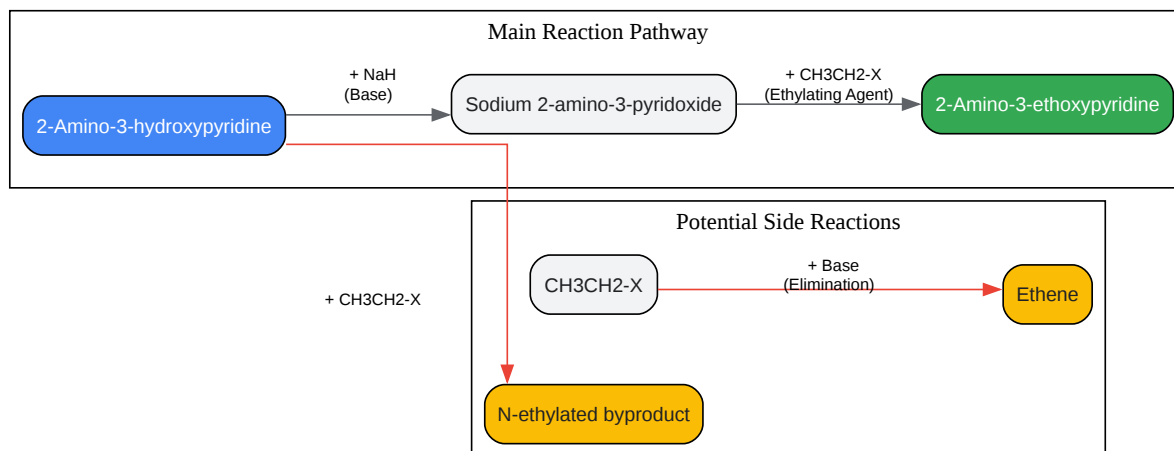 Main Reaction Pathway
2-Amino-3-hydroxypyridine
+ NaH
(Base)
Sodium 2-amino-3-pyridoxide
+ CH3CH2-X
(Ethylating Agent)
2-Amino-3-ethoxypyridine
Potential Side Reactions
+ CH3CH2-X
CH3CH2-X
+ Base
(Elimination)
Ethene
N-ethylated byproduct